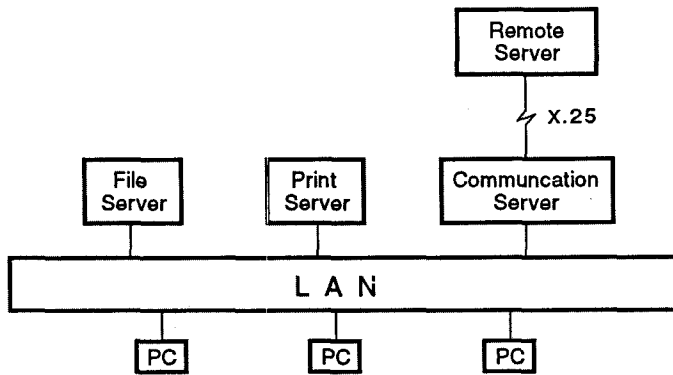 Remote
Server
X.25
File
Server
Print
Server
Communcation
Server
L A N
PC
PC
PC